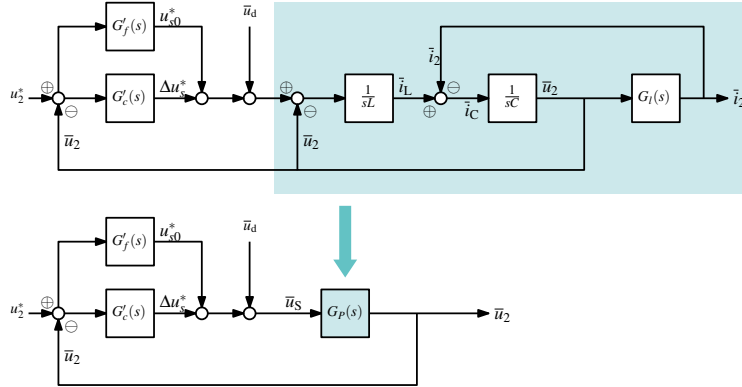 G′_f(s) u*_s0 ū_d
ī_2
u*_2 ⊕ ⊖ G′_c(s) Δu*_s ⊕ ⊖ 1/sL ī_L ⊕ ⊖ ī_C 1/sC ū_2 G_l(s) ī_2
ū_2 ū_2
G′_f(s) u*_s0 ū_d
u*_2 ⊕ ⊖ G′_c(s) Δu*_s ū_S G_P(s) ū_2
ū_2